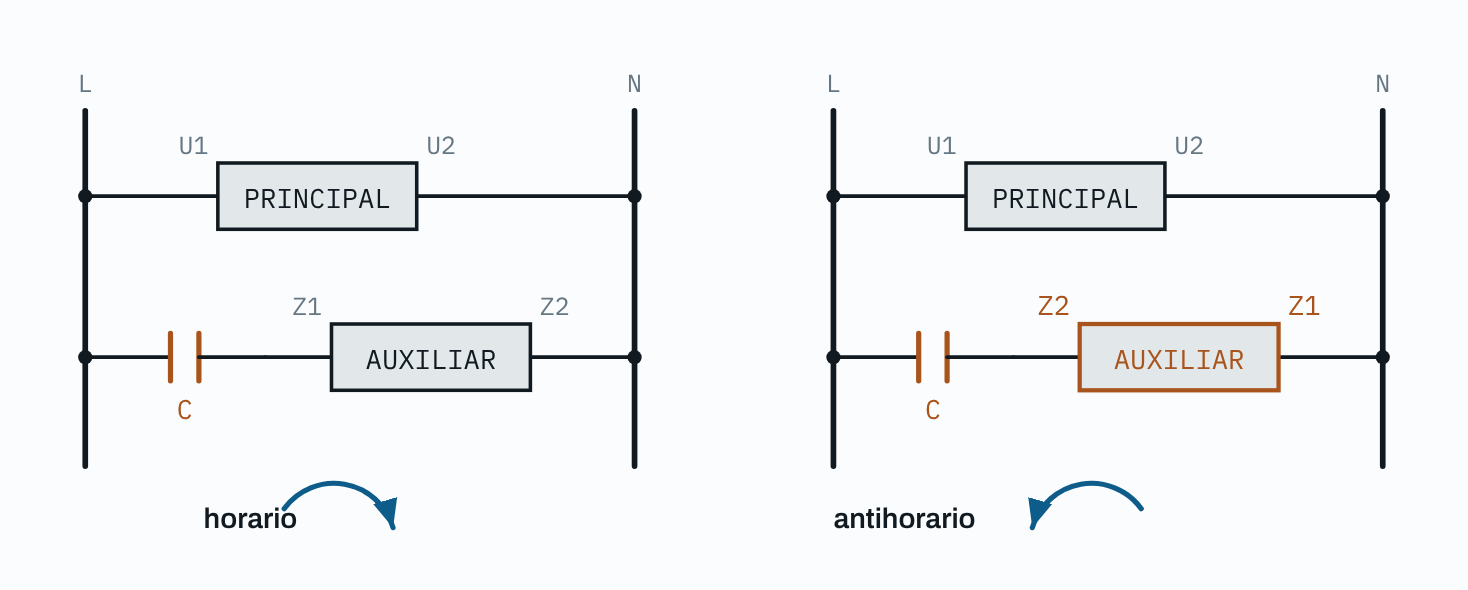 L N L N
U1 U2 U1 U2
PRINCIPAL PRINCIPAL
Z1 Z2 Z2 Z1
AUXILIAR AUXILIAR
C C
horario antihorario